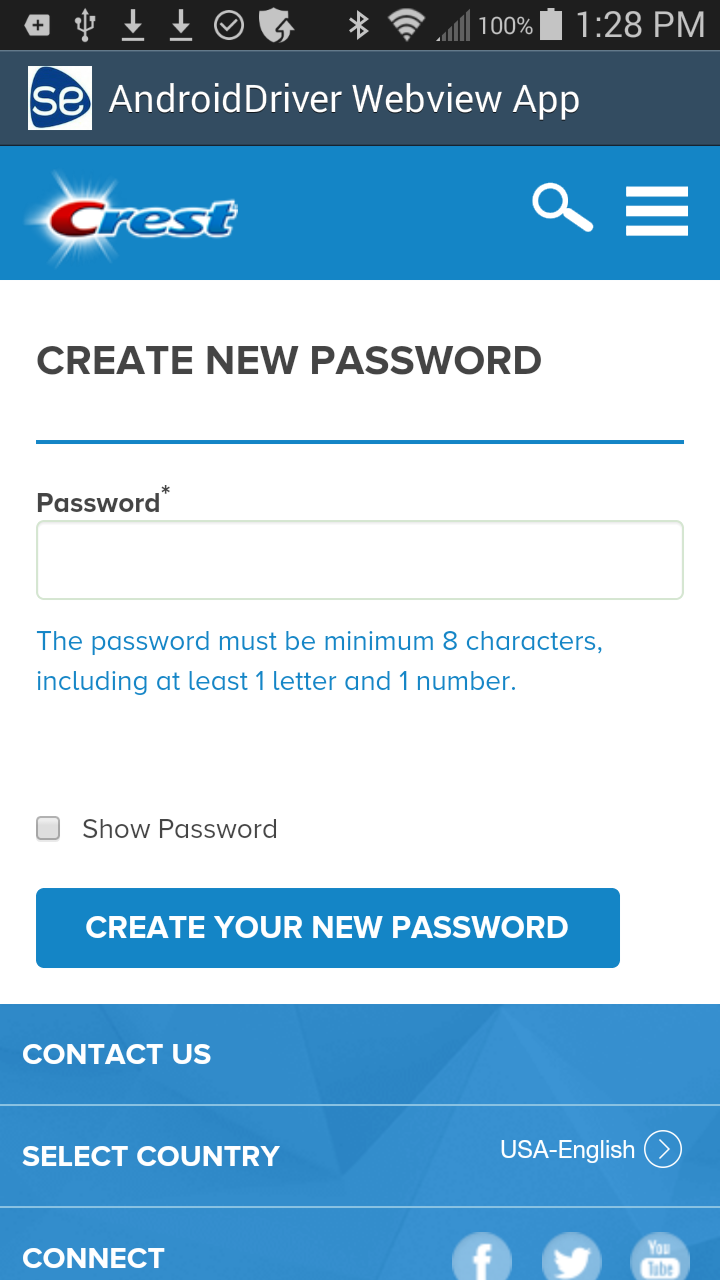 100% 1:28 PM
se AndroidDriver Webview App
Crest
CREATE NEW PASSWORD
Password*
The password must be minimum 8 characters,
including at least 1 letter and 1 number.
Show Password
CREATE YOUR NEW PASSWORD
CONTACT US
SELECT COUNTRY USA-English
CONNECT f You
Tube